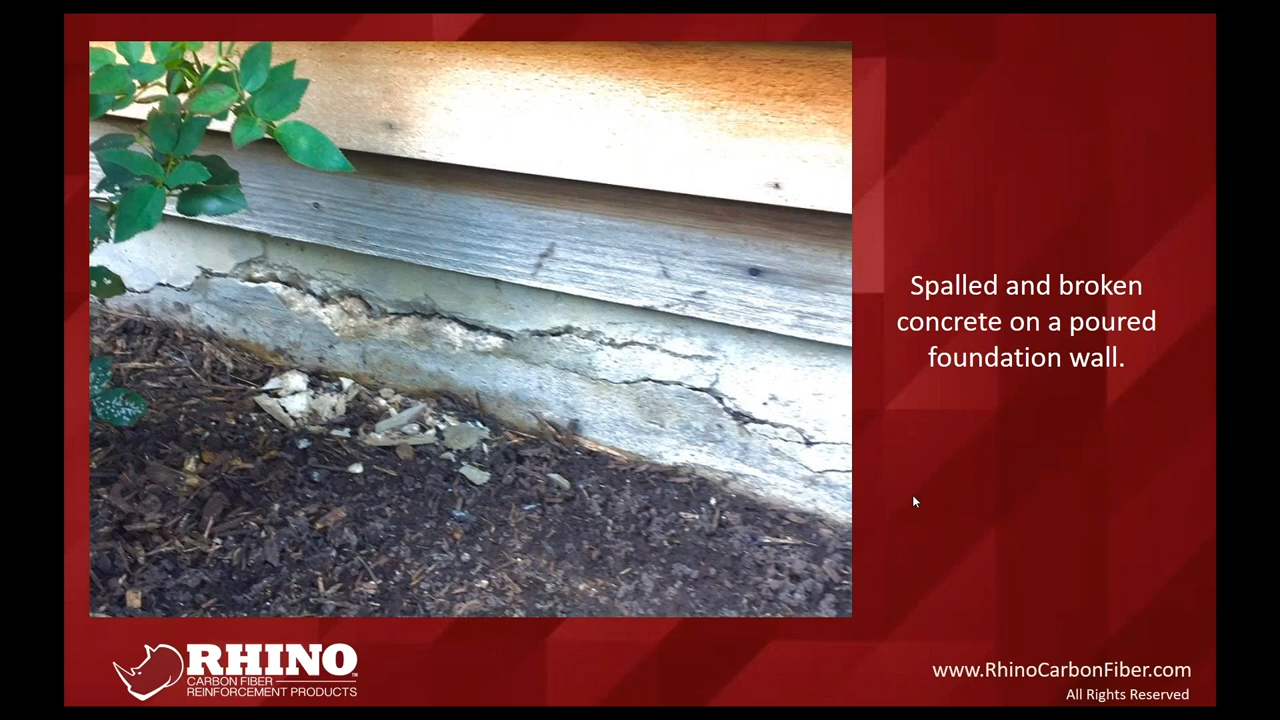 Spalled and broken
concrete on a poured
foundation wall.
RHINO
CARBON FIBER
REINFORCEMENT PRODUCTS
www.RhinoCarbonFiber.com
All Rights Reserved